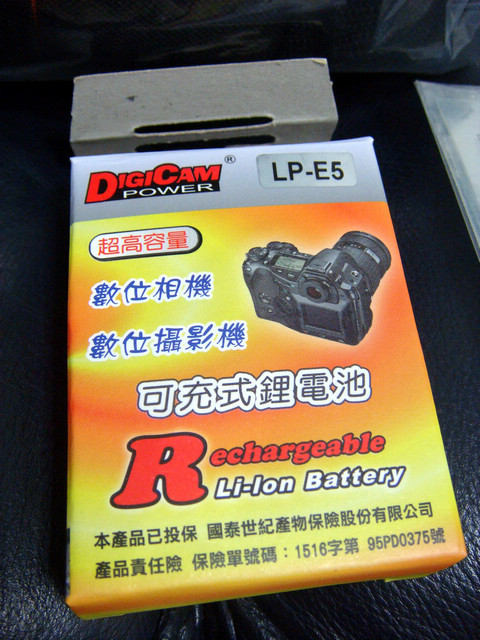 DIGICAM®
POWER
LP-E5
超高容量
數位相機
數位攝影機
可充式鋰電池
Rechargeable
Li-Ion Battery
本產品已投保 國泰世紀產物保險股份有限公司
產品責任險 保險單號碼：1516字第 95PD0375號